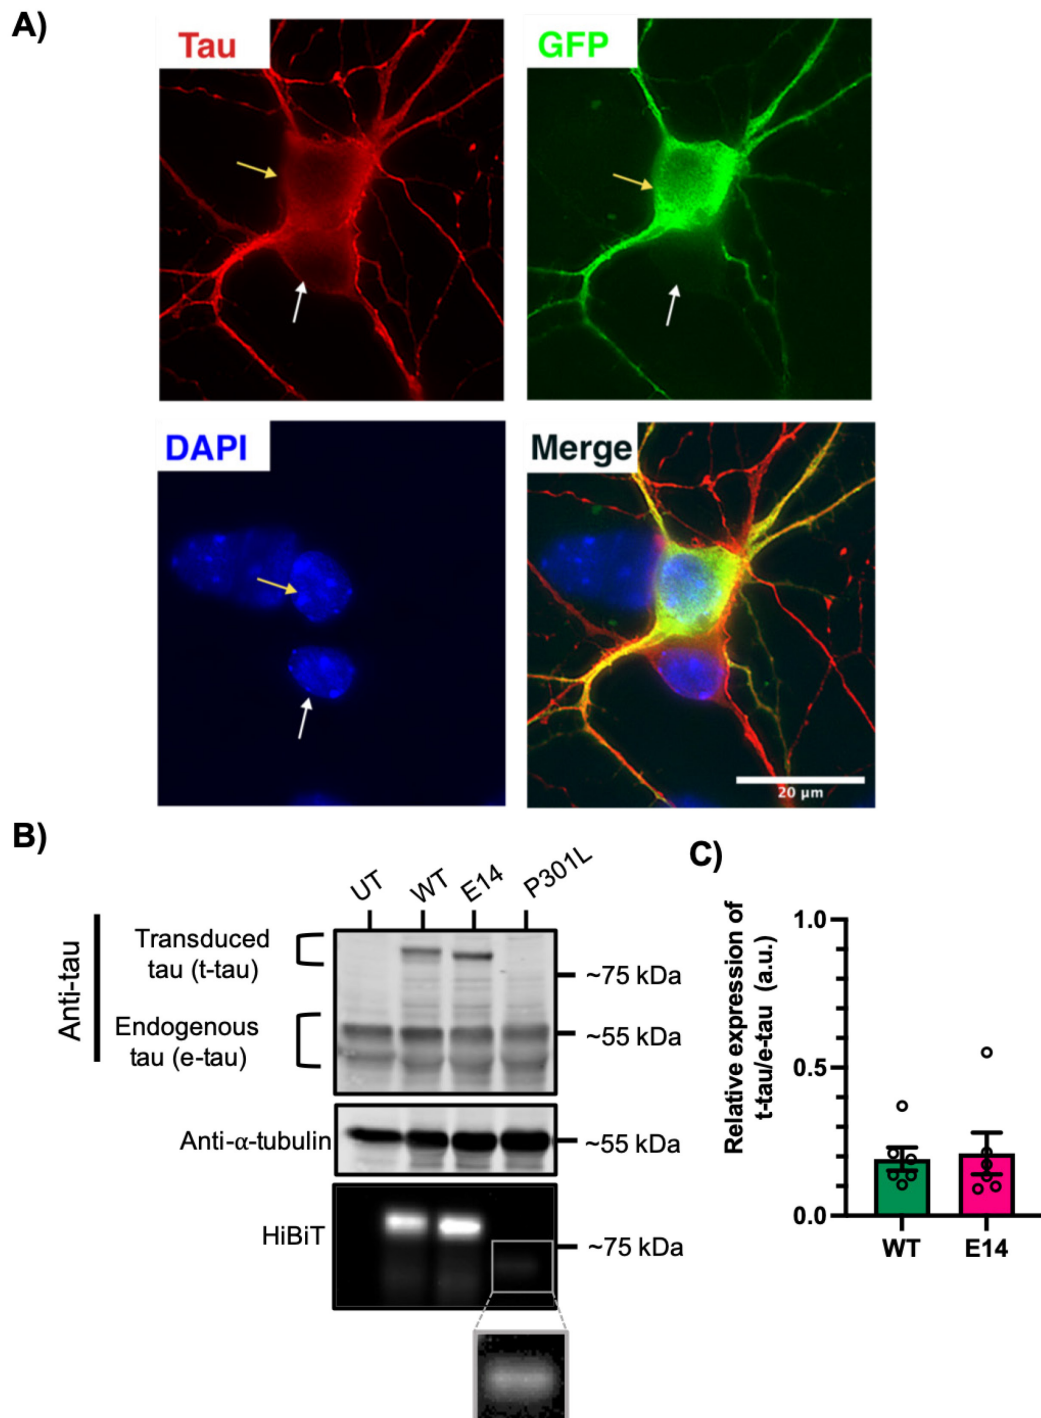 A)
Tau
GFP
DAPI
Merge
20 μm
B)
UT
WT
E14
P301L
Anti-tau
Transduced
tau (t-tau)
Endogenous
tau (e-tau)
~75 kDa
~55 kDa
Anti-α-tubulin
~55 kDa
HiBiT
~75 kDa
C)
Relative expression of
t-tau/e-tau (a.u.)
1.0
0.5
0.0
WT
E14